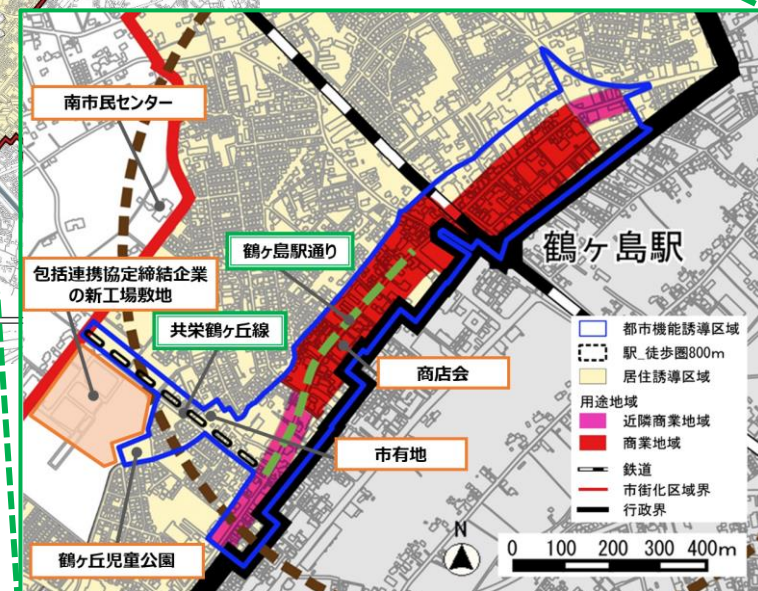 南市民センター
鶴ヶ島駅通り
鶴ヶ島駅
包括連携協定締結企業
の新工場敷地
共栄鶴ヶ丘線
商店会
市有地
鶴ヶ丘児童公園
都市機能誘導区域
駅_徒歩圏800m
居住誘導区域
用途地域
近隣商業地域
商業地域
鉄道
市街化区域界
行政界
N
0 100 200 300 400m